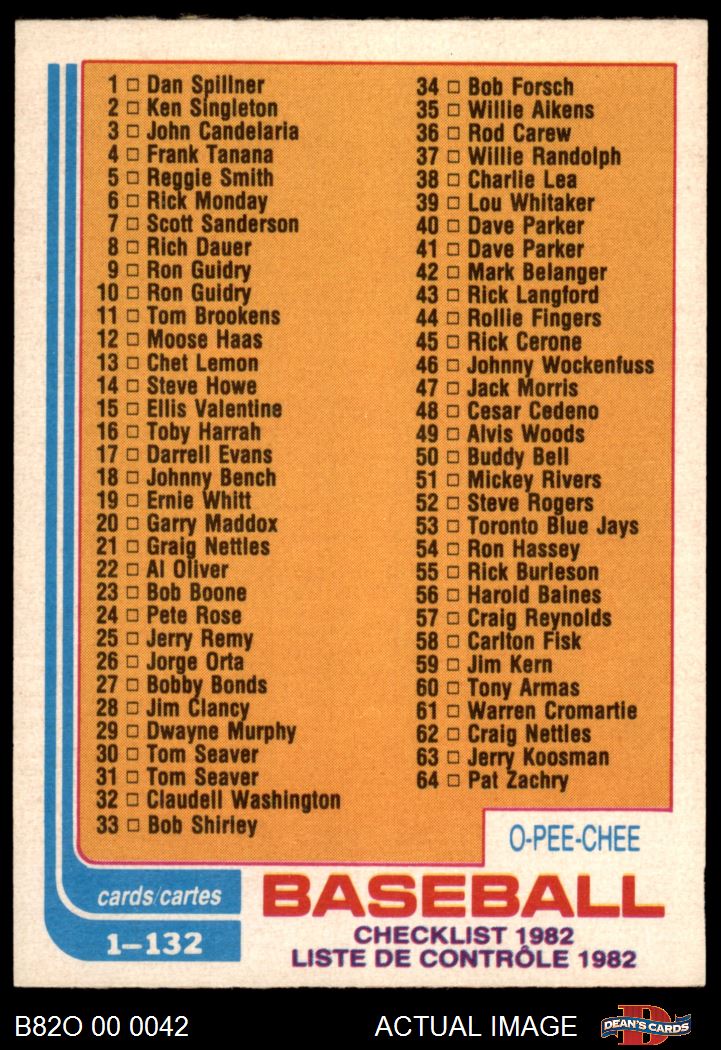 1 □ Dan Spillner
2 □ Ken Singleton
3 □ John Candelaria
4 □ Frank Tanana
5 □ Reggie Smith
6 □ Rick Monday
7 □ Scott Sanderson
8 □ Rich Dauer
9 □ Ron Guidry
10 □ Ron Guidry
11 □ Tom Brookens
12 □ Moose Haas
13 □ Chet Lemon
14 □ Steve Howe
15 □ Ellis Valentine
16 □ Toby Harrah
17 □ Darrell Evans
18 □ Johnny Bench
19 □ Ernie Whitt
20 □ Garry Maddox
21 □ Graig Nettles
22 □ Al Oliver
23 □ Bob Boone
24 □ Pete Rose
25 □ Jerry Remy
26 □ Jorge Orta
27 □ Bobby Bonds
28 □ Jim Clancy
29 □ Dwayne Murphy
30 □ Tom Seaver
31 □ Tom Seaver
32 □ Claudell Washington
33 □ Bob Shirley
34 □ Bob Forsch
35 □ Willie Aikens
36 □ Rod Carew
37 □ Willie Randolph
38 □ Charlie Lea
39 □ Lou Whitaker
40 □ Dave Parker
41 □ Dave Parker
42 □ Mark Belanger
43 □ Rick Langford
44 □ Rollie Fingers
45 □ Rick Cerone
46 □ Johnny Wockenfuss
47 □ Jack Morris
48 □ Cesar Cedeno
49 □ Alvis Woods
50 □ Buddy Bell
51 □ Mickey Rivers
52 □ Steve Rogers
53 □ Toronto Blue Jays
54 □ Ron Hassey
55 □ Rick Burleson
56 □ Harold Baines
57 □ Craig Reynolds
58 □ Carlton Fisk
59 □ Jim Kern
60 □ Tony Armas
61 □ Warren Cromartie
62 □ Craig Nettles
63 □ Jerry Koosman
64 □ Pat Zachry
O-PEE-CHEE
cards/cartes
1–132
BASEBALL
CHECKLIST 1982
LISTE DE CONTRÔLE 1982
B82O 00 0042
ACTUAL IMAGE
D
DEAN'S CARDS